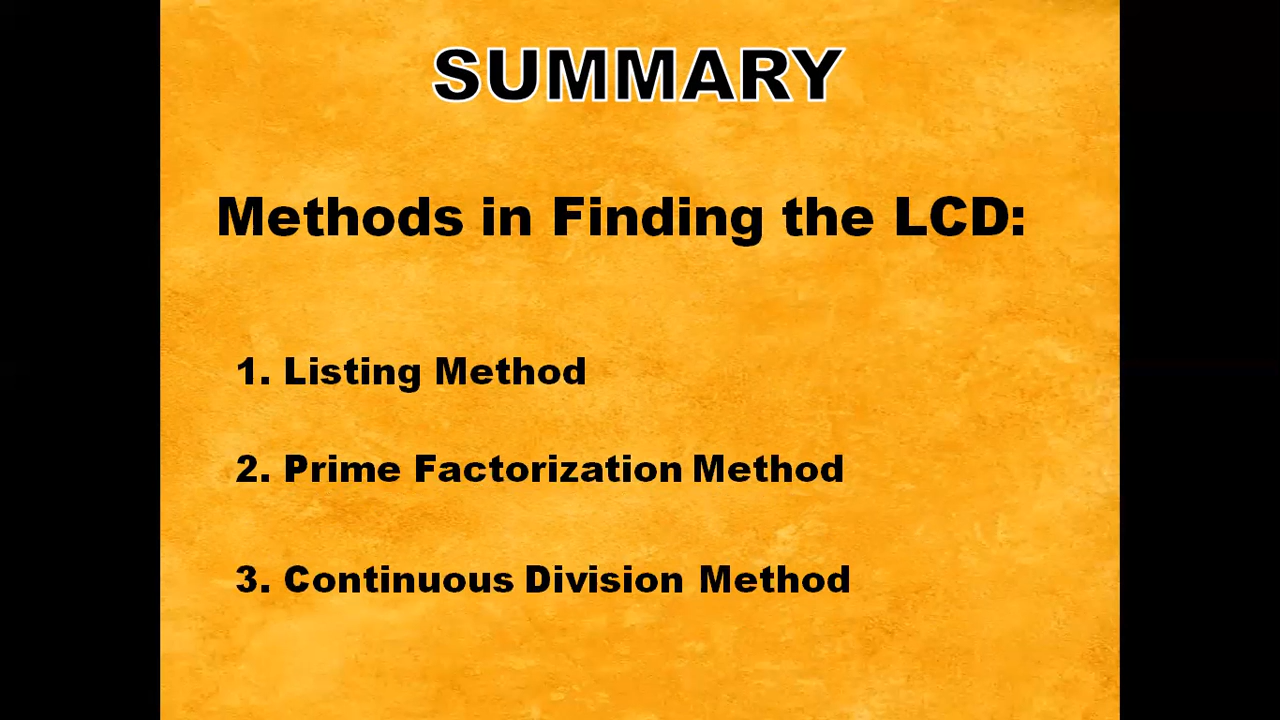 SUMMARY
Methods in Finding the LCD:
1. Listing Method
2. Prime Factorization Method
3. Continuous Division Method